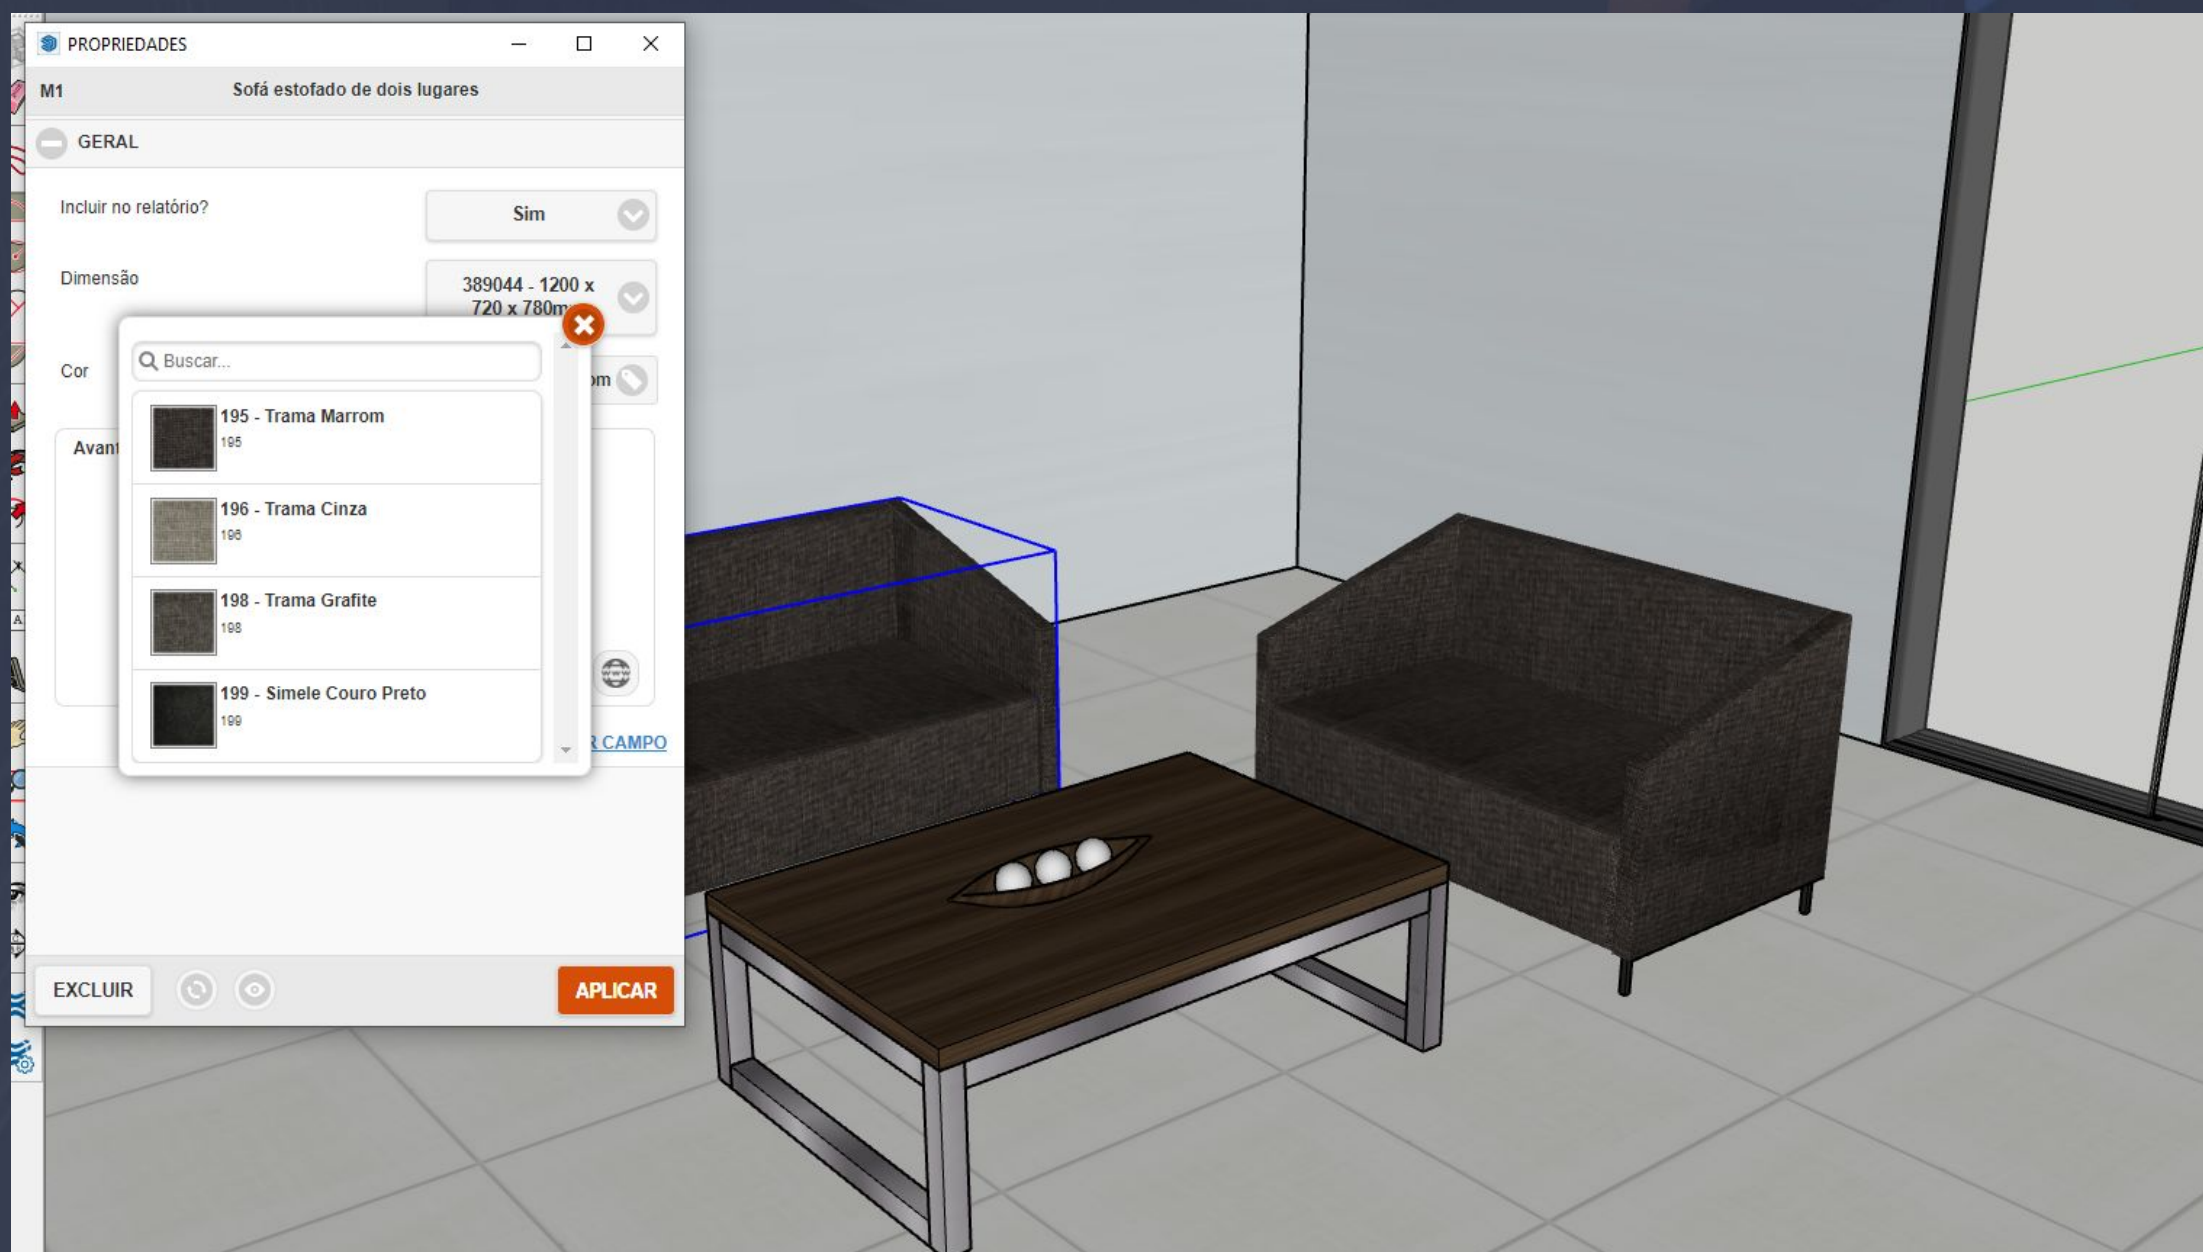 PROPRIEDADES
M1 Sofá estofado de dois lugares
GERAL
Incluir no relatório? Sim
Dimensão 389044 - 1200 x
720 x 780m
Buscar...
Cor
195 - Trama Marrom
195
Avant
196 - Trama Cinza
196
198 - Trama Grafite
198
199 - Simele Couro Preto
199
CAMPO
EXCLUIR
APLICAR